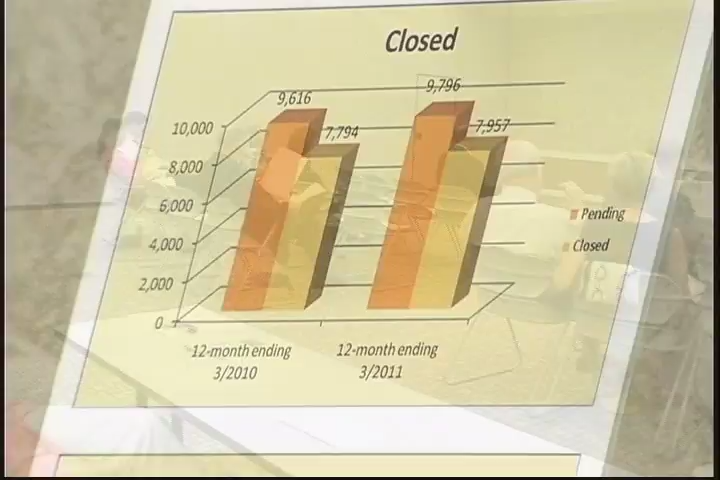 Closed
9,616
7,794
9,796
7,957
10,000
8,000
6,000
4,000
2,000
0
Pending
Closed
12-month ending
3/2010
12-month ending
3/2011